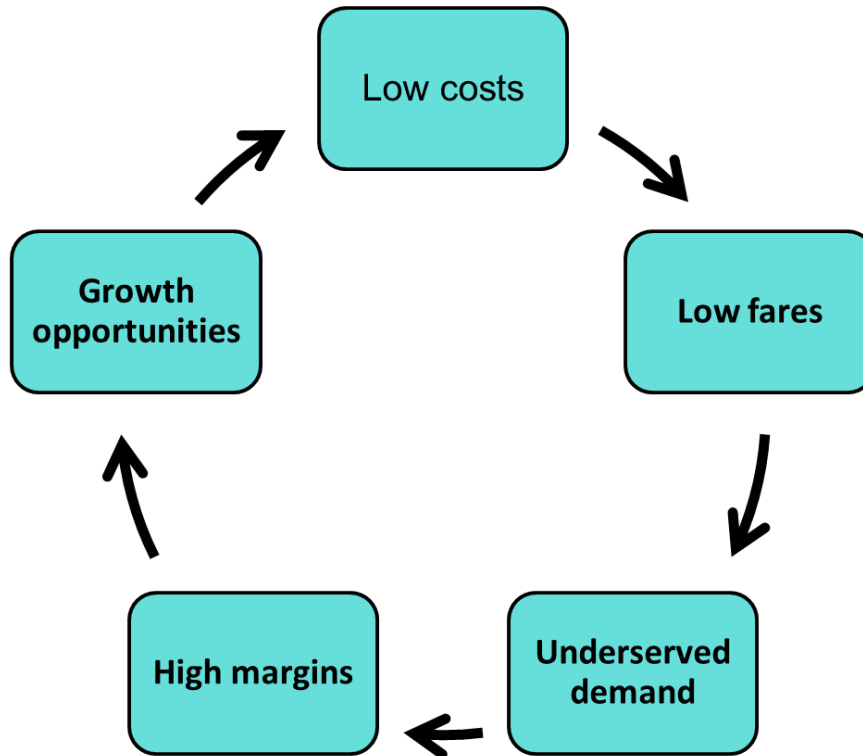 Low costs
Low fares
Underserved
demand
High margins
Growth
opportunities